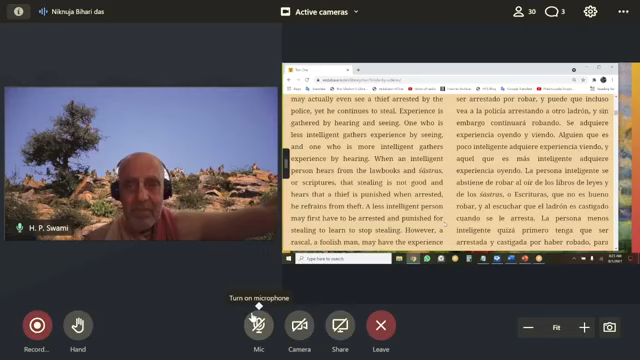 Niknuja Bihari das
Active cameras
30
3
Tim One
may actually even see a thief arrested by the
police, yet he continues to steal. Experience is
gathered by hearing and seeing. One who is
less intelligent gathers experience by seeing,
and one who is more intelligent gathers
experience by hearing. When an intelligent
person hears from the lawbooks and śāstras,
or scriptures, that stealing is not good and
hears that a thief is punished when arrested,
he refrains from theft. A less intelligent person
may first have to be arrested and punished for
stealing to learn to stop stealing. However, a
rascal, a foolish man, may have the experience
ser arrestado por robar, y puede que incluso
vea a la policía arrestando a otro ladrón, y sin
embargo continuará robando. Se adquiere
experiencia oyendo y viendo. Alguien que es
poco inteligente adquiere experiencia viendo, y
aquel que es más inteligente adquiere
experiencia oyendo. La persona inteligente se
abstiene de robar al oír de los libros de leyes y
de los śāstras, o Escrituras, que no es bueno
robar, y al escuchar que el ladrón es castigado
cuando se le arresta. La persona menos
inteligente quizá primero tenga que ser
arrestada y castigada por haber robado, para
Type here to search
H. P. Swami
Turn on microphone
Record...
Hand
Mic
Camera
Share
Leave
Fit